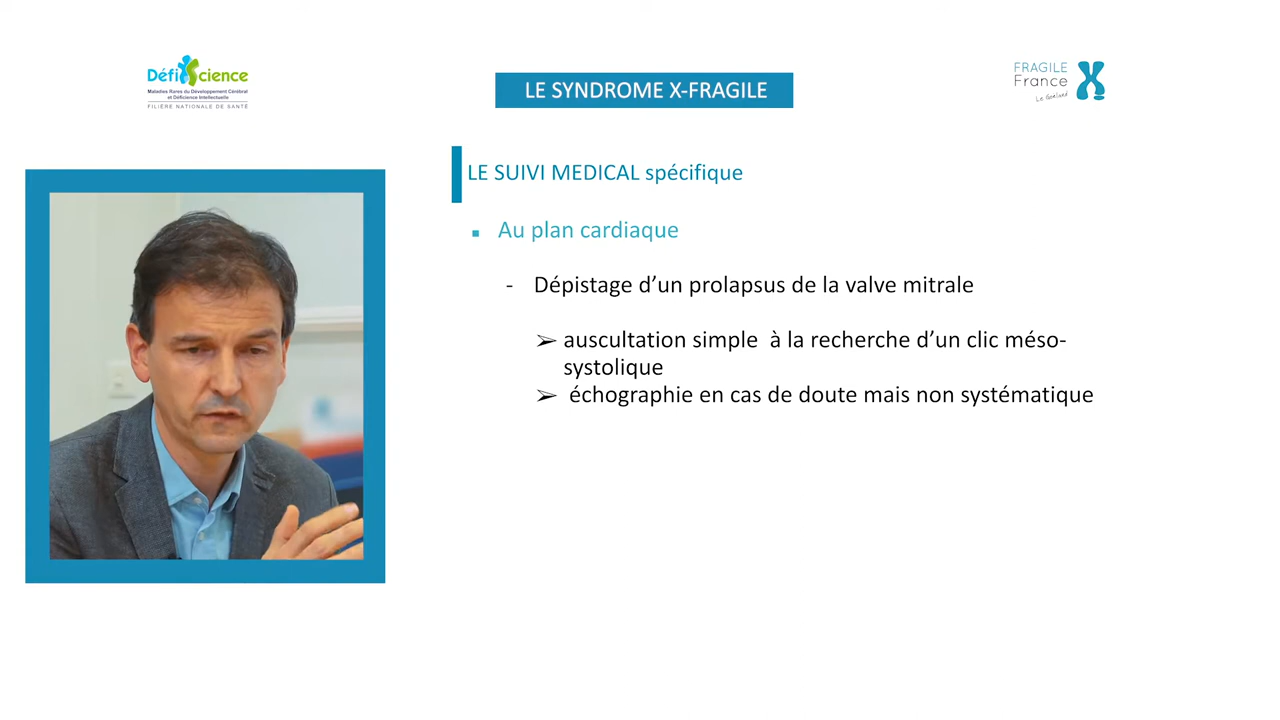 DéfiScience
Maladies Rares du Développement Cérébral
et Déficience Intellectuelle
FILIÈRE NATIONALE DE SANTÉ
LE SYNDROME X-FRAGILE
FRAGILE
France
Le Goéland
LE SUIVI MEDICAL spécifique
▪ Au plan cardiaque
- Dépistage d’un prolapsus de la valve mitrale
➢ auscultation simple à la recherche d’un clic méso-
systolique
➢ échographie en cas de doute mais non systématique